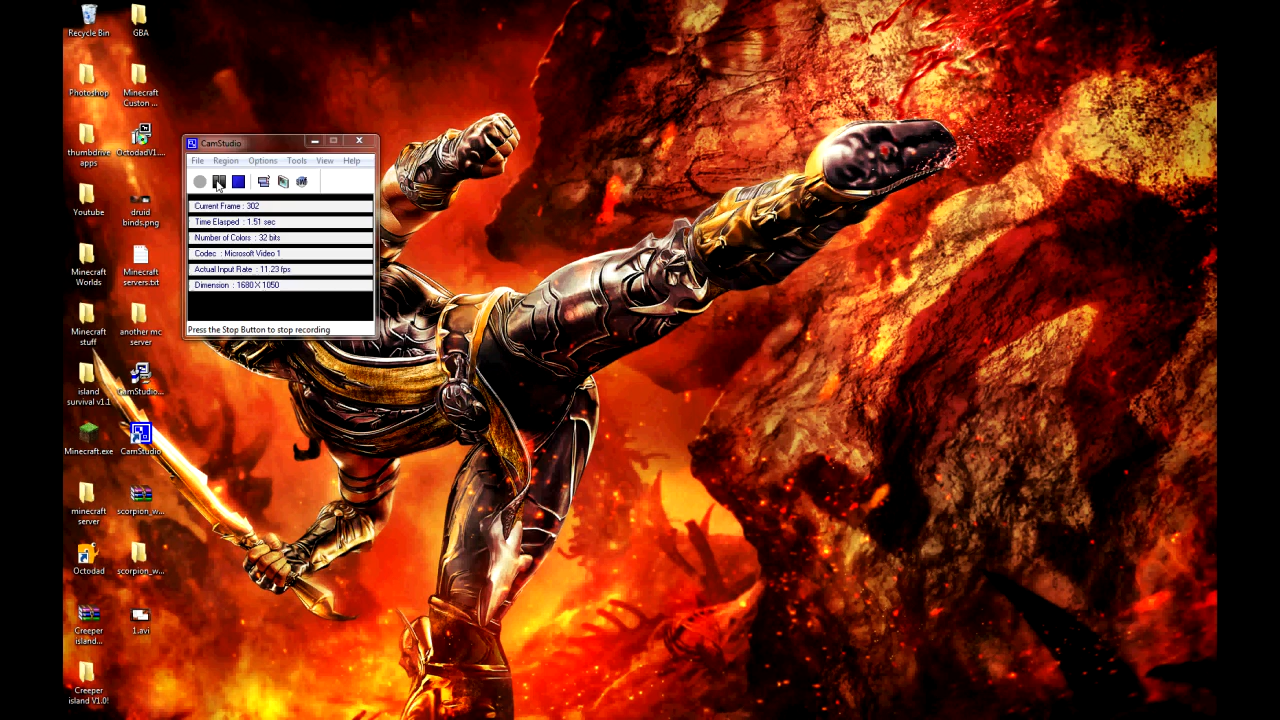 Recycle Bin
GBA
Photoshop
Minecraft
Custon ...
thumbdrive
apps
OctodadV1....
Youtube
druid
binds.png
Minecraft
Worlds
Minecraft
servers.txt
Minecraft
stuff
another mc
server
island
survival v1.1
camStudio...
Minecraft.exe
CamStudio
minecraft
server
scorpion_w...
Octodad
scorpion_w...
Creeper
island...
1.avi
Creeper
island V1.0!
CamStudio
File Region Options Tools View Help
Current Frame : 302
Time Elasped : 1.51 sec
Number of Colors : 32 bits
Codec : Microsoft Video 1
Actual Input Rate : 11.23 fps
Dimension : 1680 X 1050
Press the Stop Button to stop recording